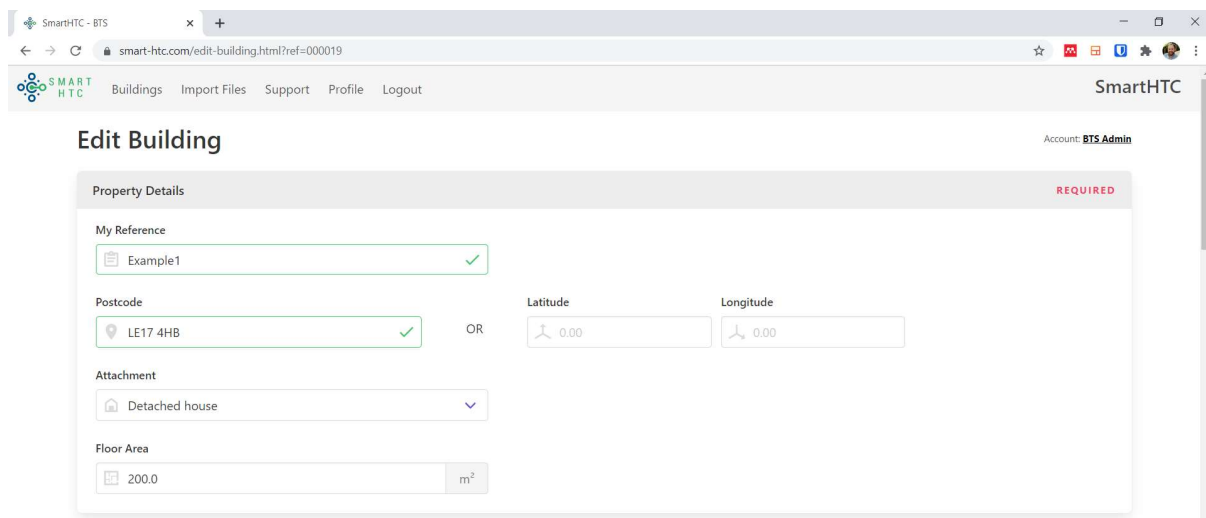 SmartHTC - BTS
smart-htc.com/edit-building.html?ref=000019
SMART
HTC
Buildings Import Files Support Profile Logout
SmartHTC
Edit Building
Account: BTS Admin
Property Details
REQUIRED
My Reference
Example1
Postcode Latitude Longitude
LE17 4HB OR 0.00 0.00
Attachment
Detached house
Floor Area
200.0 m²